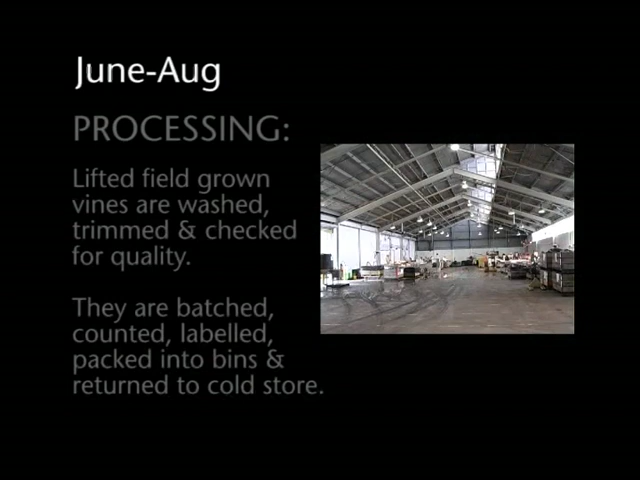 June-Aug
PROCESSING:
Lifted field grown
vines are washed,
trimmed & checked
for quality.
They are batched,
counted, labelled,
packed into bins &
returned to cold store.